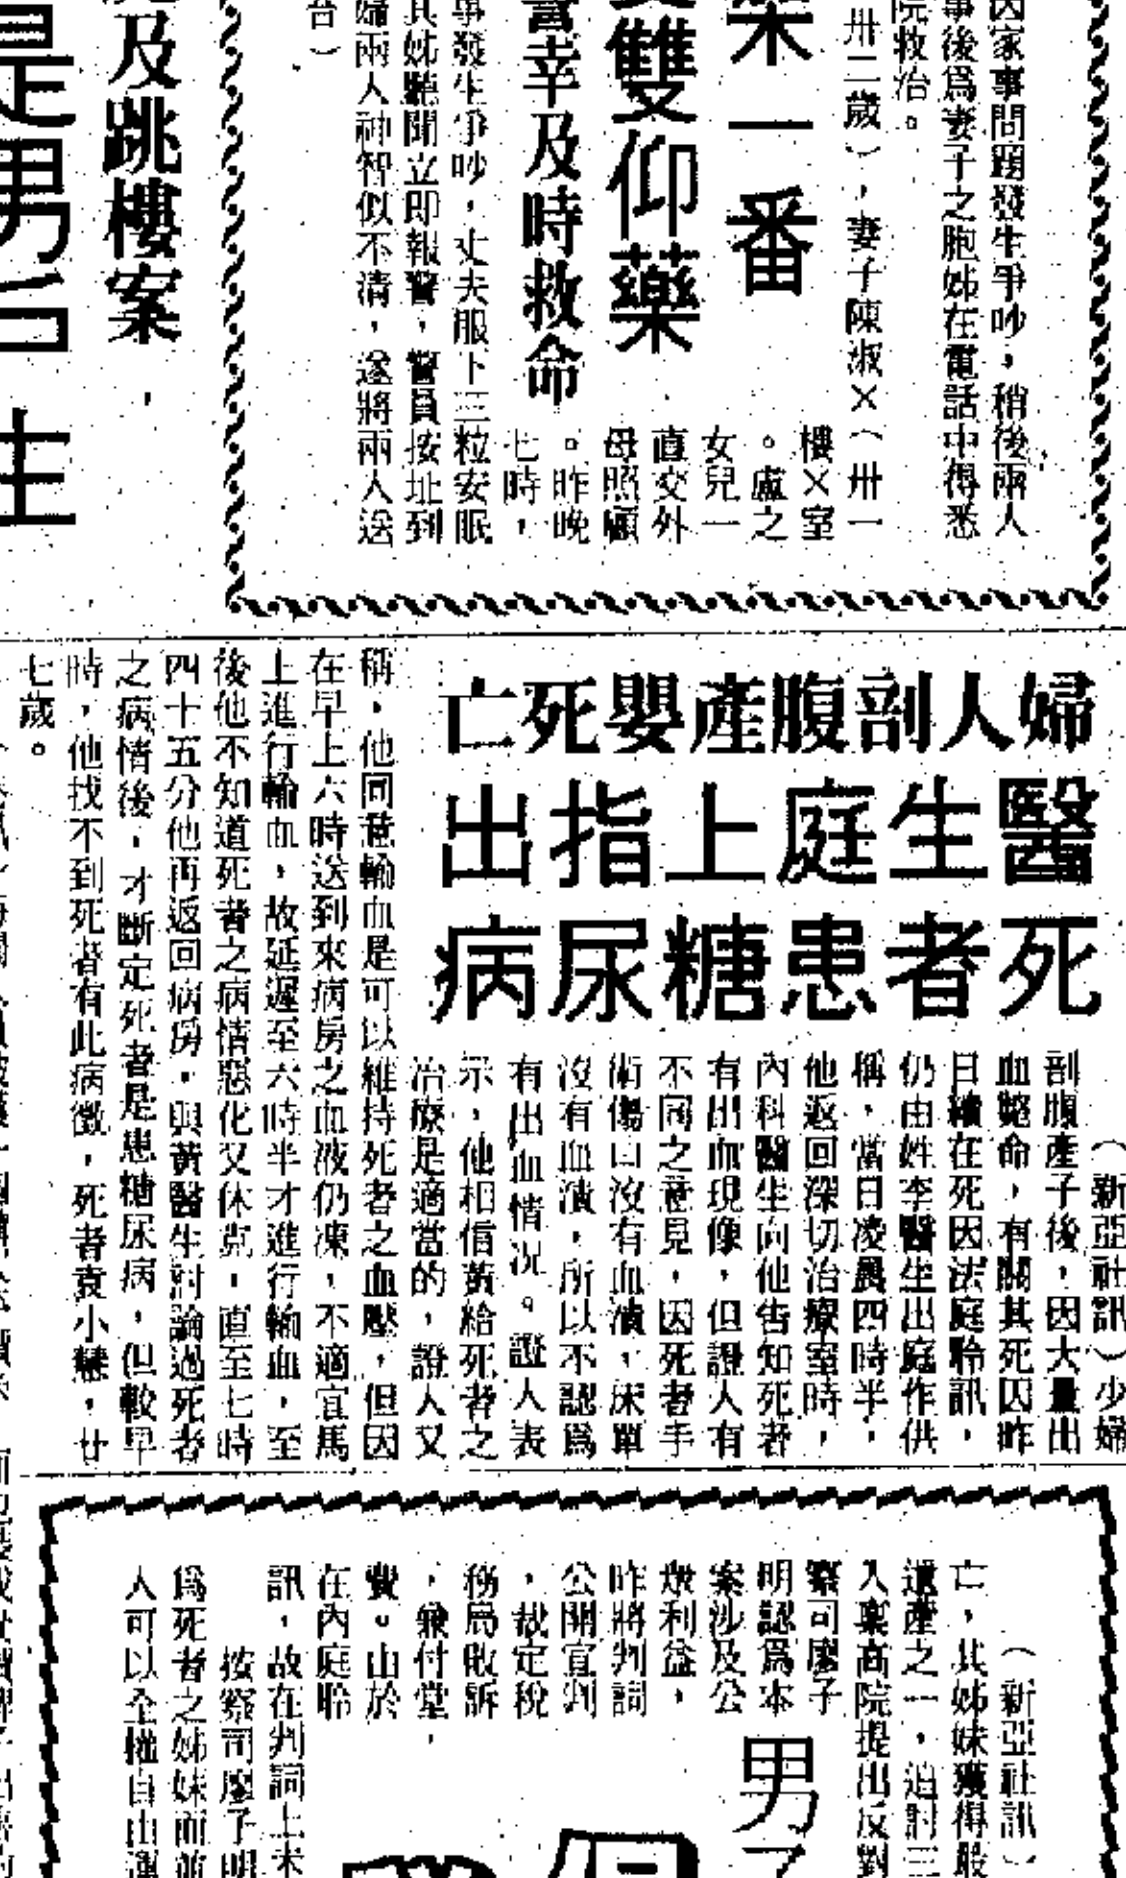 因家事問題發生爭吵，稍後兩人
事後爲妻子之胞姊在電話中得悉
院救治。
卅二歲），妻子陳淑×（卅一
樓×室
。盧之
女兒一
直交外
母照顧
。昨晚
七時，
一番
雙仰藥
幸及時救命
事發生爭吵，丈夫服下三粒安眠
其姊聽聞立即報警，警員按址到
婦兩人神智似不清，遂將兩人送
台）
及跳樓案
是男戶主
婦人剖腹產嬰死亡
醫生庭上指出
死者患糖尿病
（新亞社訊）少婦
剖腹產子後，因大量出
血斃命，有關其死因昨
日續在死因法庭聆訊，
仍由姓李醫生出庭作供
稱，當日凌晨四時半，
他返回深切治療室時，
內科醫生向他告知死者
有出血現像，但證人有
不同之意見，因死者手
術傷口沒有血漬，床單
沒有血漬，所以不認爲
有出血情况。證人表
示，他相信黃給死者之
治療是適當的，證人又
稱，他同意輸血是可以維持死者之血壓，但因
在早上六時送到來病房之血液仍凍，不適宜馬
上進行輸血，故延遲至六時半才進行輸血，至
後他不知道死者之病情惡化又休克，直至七時
四十五分他再返回病房，與黃醫生討論過死者
之病情後，才斷定死者是患糖尿病，但較早
時，他找不到死者有此病徵，死者袁小慧，廿
七歲。
（新亞社訊）
亡，其姊妹獲得殷
遺產之一，追討三
入稟高院提出反對
察司廖子
明認爲本
案涉及公
衆利益，
昨將判詞
公開宣判
，裁定稅
務局敗訴
，兼付堂
費。由於
在內庭聆
訊，故在判詞上未
按察司廖子明
爲死者之姊妹而並
人可以全權自由運
男子